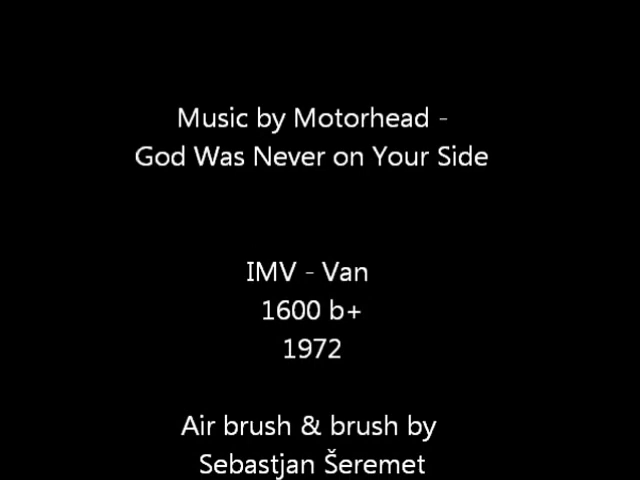 Music by Motorhead -
God Was Never on Your Side
IMV - Van
1600 b+
1972
Air brush & brush by
Sebastjan Šeremet